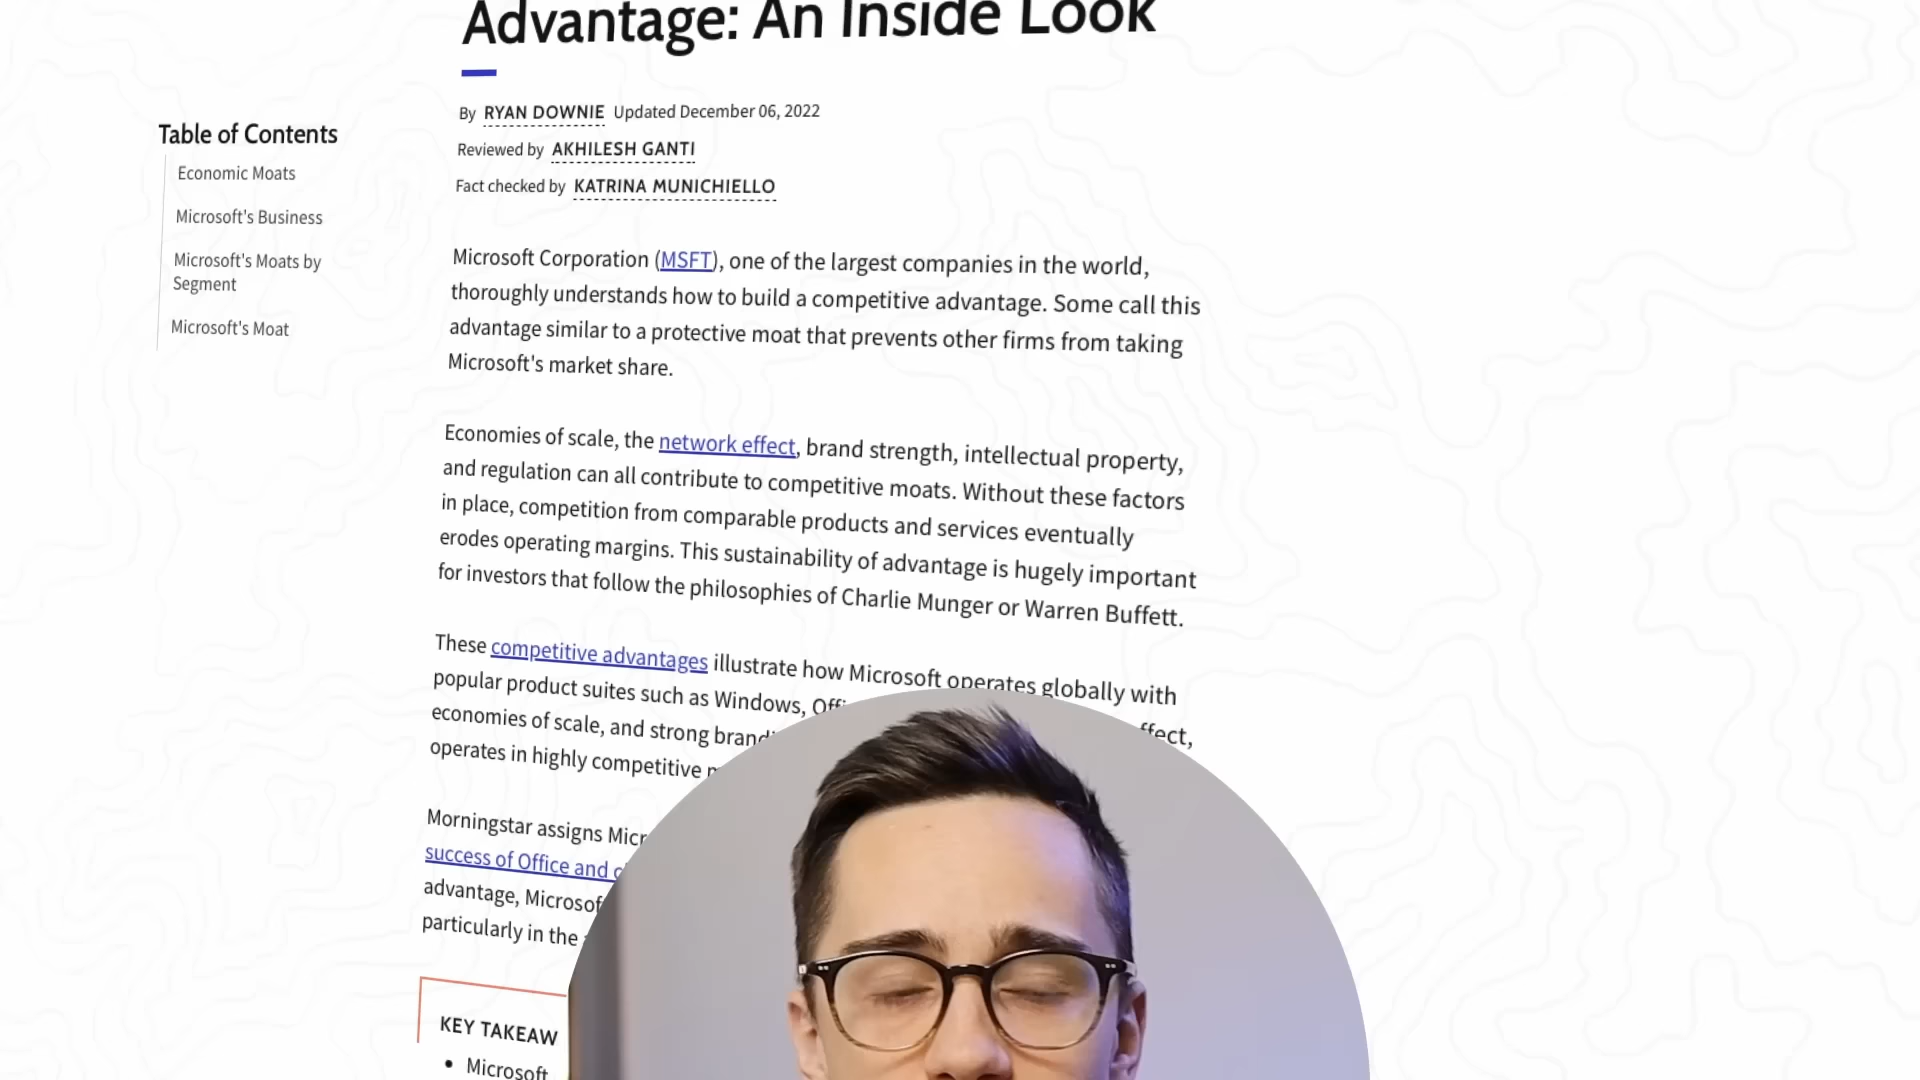 Advantage: An Inside Look
By RYAN DOWNIE Updated December 06, 2022
Reviewed by AKHILESH GANTI
Fact checked by KATRINA MUNICHIELLO
Table of Contents
Economic Moats
Microsoft's Business
Microsoft's Moats by
Segment
Microsoft's Moat
Microsoft Corporation (MSFT), one of the largest companies in the world,
thoroughly understands how to build a competitive advantage. Some call this
advantage similar to a protective moat that prevents other firms from taking
Microsoft's market share.
Economies of scale, the network effect, brand strength, intellectual property,
and regulation can all contribute to competitive moats. Without these factors
in place, competition from comparable products and services eventually
erodes operating margins. This sustainability of advantage is hugely important
for investors that follow the philosophies of Charlie Munger or Warren Buffett.
These competitive advantages illustrate how Microsoft operates globally with
popular product suites such as Windows,
economies of scale, and strong
operates in highly competitive
Morningstar assigns
success of Office and
advantage,
particularly in the
KEY
Microsoft